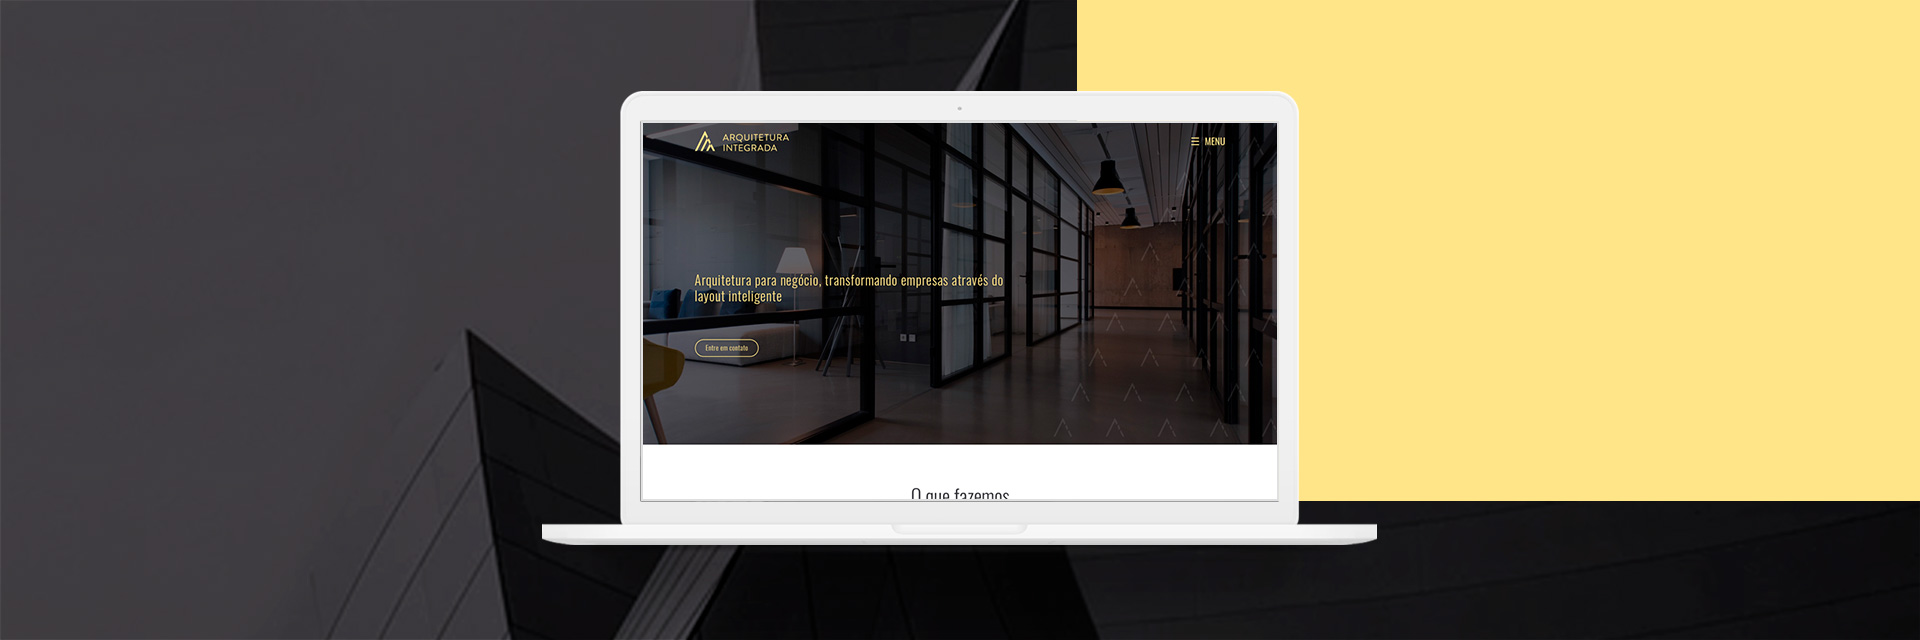 ARQUITETURA
INTEGRADA
☰ MENU
Arquitetura para negócio, transformando empresas através do
layout inteligente
Entre em contato
O que fazemos